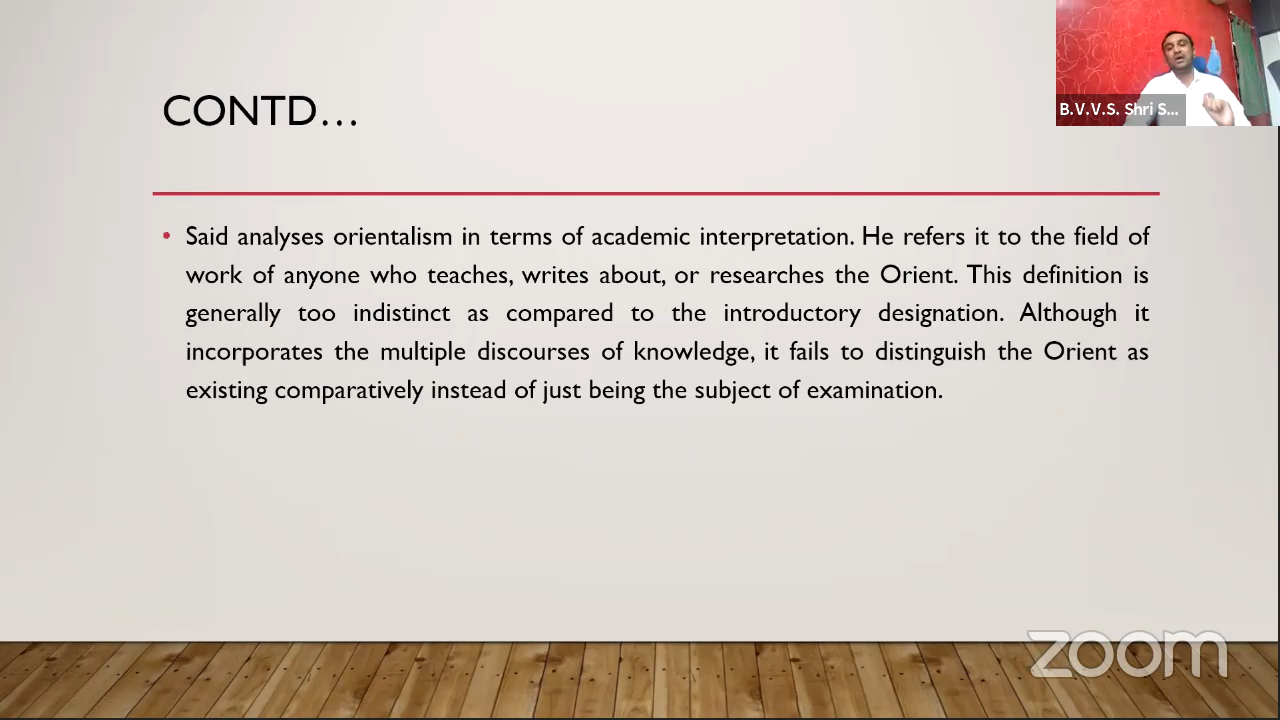 CONTD...
B.V.V.S. Shri S...
• Said analyses orientalism in terms of academic interpretation. He refers it to the field of
work of anyone who teaches, writes about, or researches the Orient. This definition is
generally too indistinct as compared to the introductory designation. Although it
incorporates the multiple discourses of knowledge, it fails to distinguish the Orient as
existing comparatively instead of just being the subject of examination.
zoom